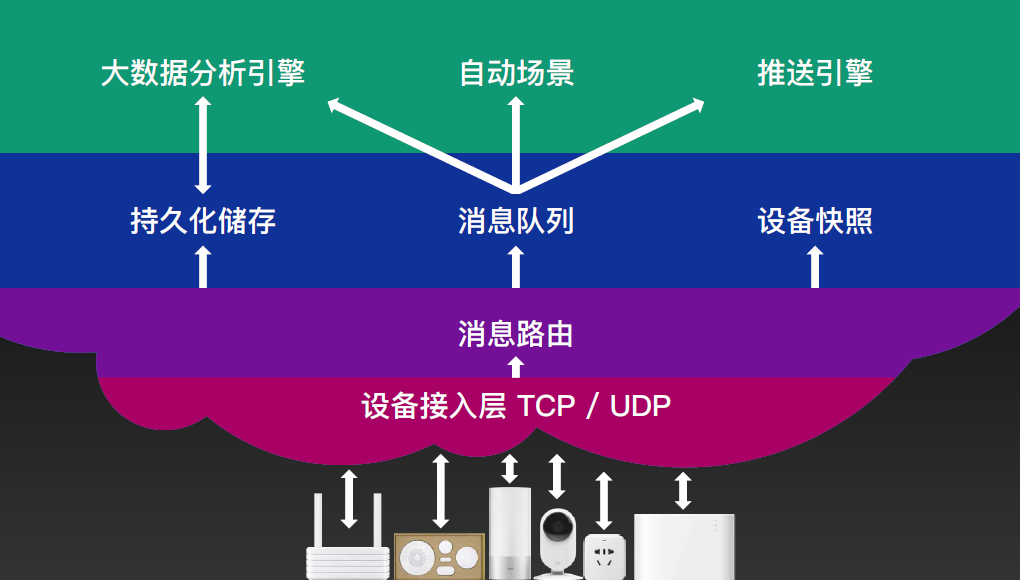 大数据分析引擎
自动场景
推送引擎
持久化储存
消息队列
设备快照
消息路由
设备接入层 TCP / UDP